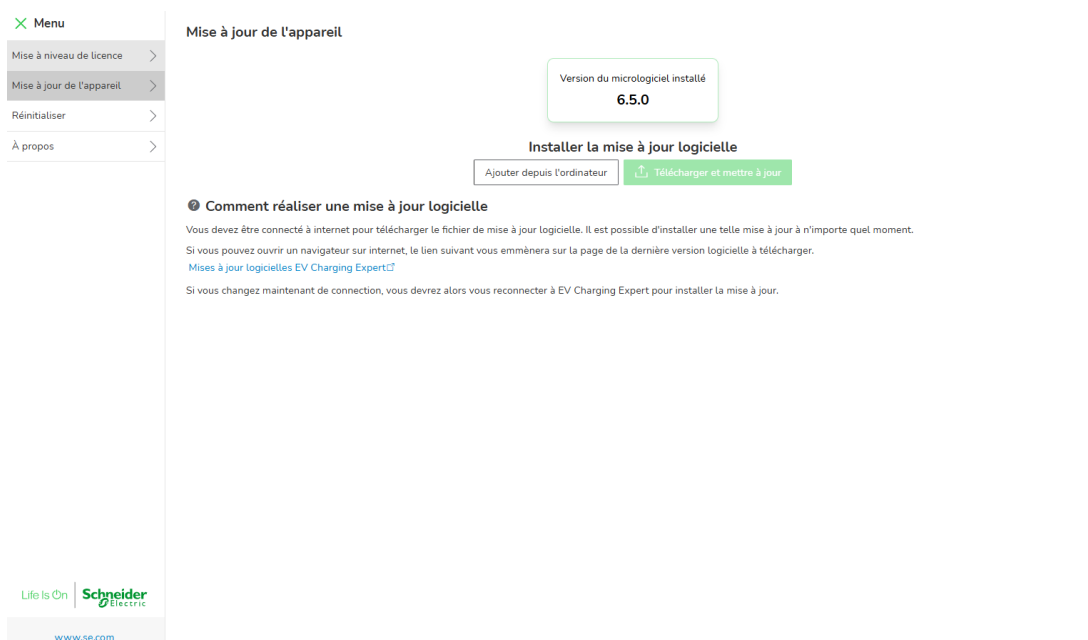 Menu
Mise à niveau de licence
Mise à jour de l'appareil
Réinitialiser
À propos
Life Is On
Schneider
Electric
www.se.com
Mise à jour de l'appareil
Version du micrologiciel installé
6.5.0
Installer la mise à jour logicielle
Ajouter depuis l'ordinateur
Télécharger et mettre à jour
Comment réaliser une mise à jour logicielle
Vous devez être connecté à internet pour télécharger le fichier de mise à jour logicielle. Il est possible d'installer une telle mise à jour à n'importe quel moment.
Si vous pouvez ouvrir un navigateur sur internet, le lien suivant vous emmènera sur la page de la dernière version logicielle à télécharger.
Mises à jour logicielles EV Charging Expert
Si vous changez maintenant de connection, vous devrez alors vous reconnecter à EV Charging Expert pour installer la mise à jour.